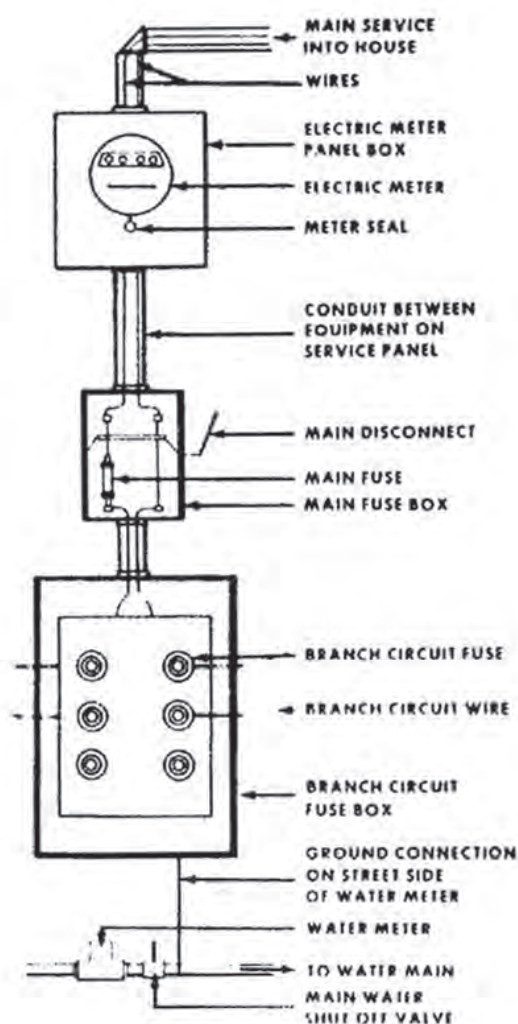 MAIN SERVICE
INTO HOUSE
WIRES
ELECTRIC METER
PANEL BOX
ELECTRIC METER
METER SEAL
CONDUIT BETWEEN
EQUIPMENT ON
SERVICE PANEL
MAIN DISCONNECT
MAIN FUSE
MAIN FUSE BOX
BRANCH CIRCUIT FUSE
BRANCH CIRCUIT WIRE
BRANCH CIRCUIT
FUSE BOX
GROUND CONNECTION
ON STREET SIDE
OF WATER METER
WATER METER
TO WATER MAIN
MAIN WATER
SHUT OFF VALVE